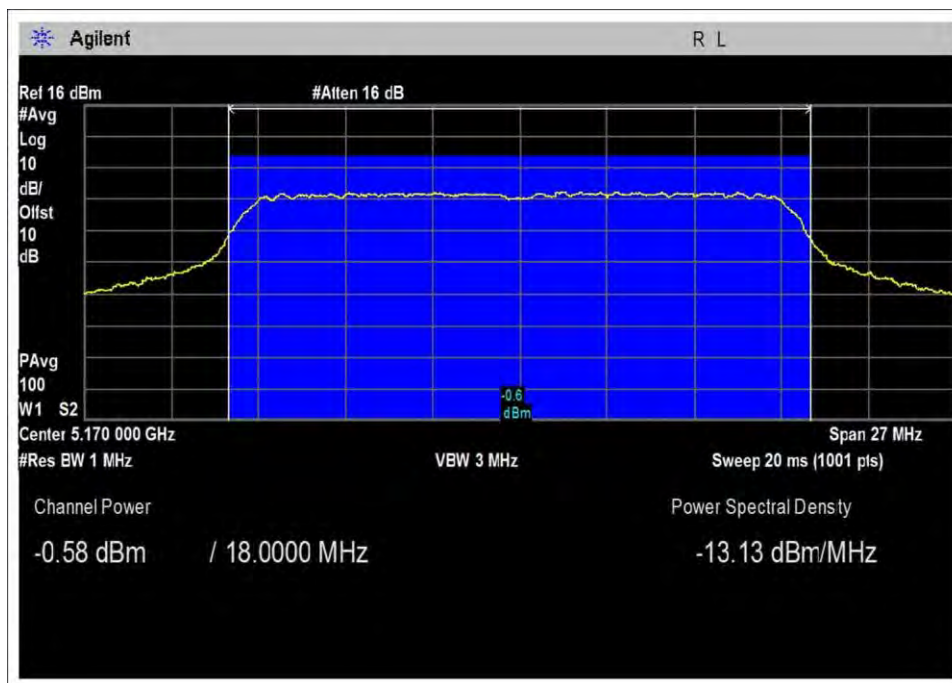 Agilent
R L
Ref 16 dBm
#Atten 16 dB
#Avg
Log
10
dB/
Offst
10
dB
PAvg
100
W1 S2
-0.6
dBm
Center 5.170 000 GHz
Span 27 MHz
#Res BW 1 MHz
VBW 3 MHz
Sweep 20 ms (1001 pts)
Channel Power
Power Spectral Density
-0.58 dBm / 18.0000 MHz
-13.13 dBm/MHz